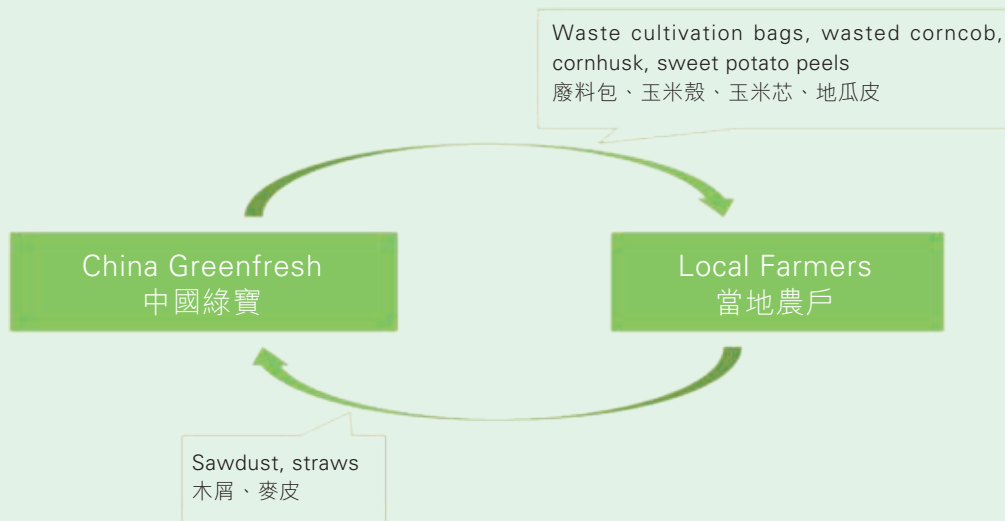 Waste cultivation bags, wasted corncob,
cornhusk, sweet potato peels
廢料包、玉米殼、玉米芯、地瓜皮
China Greenfresh
中國綠寶
Local Farmers
當地農戶
Sawdust, straws
木屑、麥皮